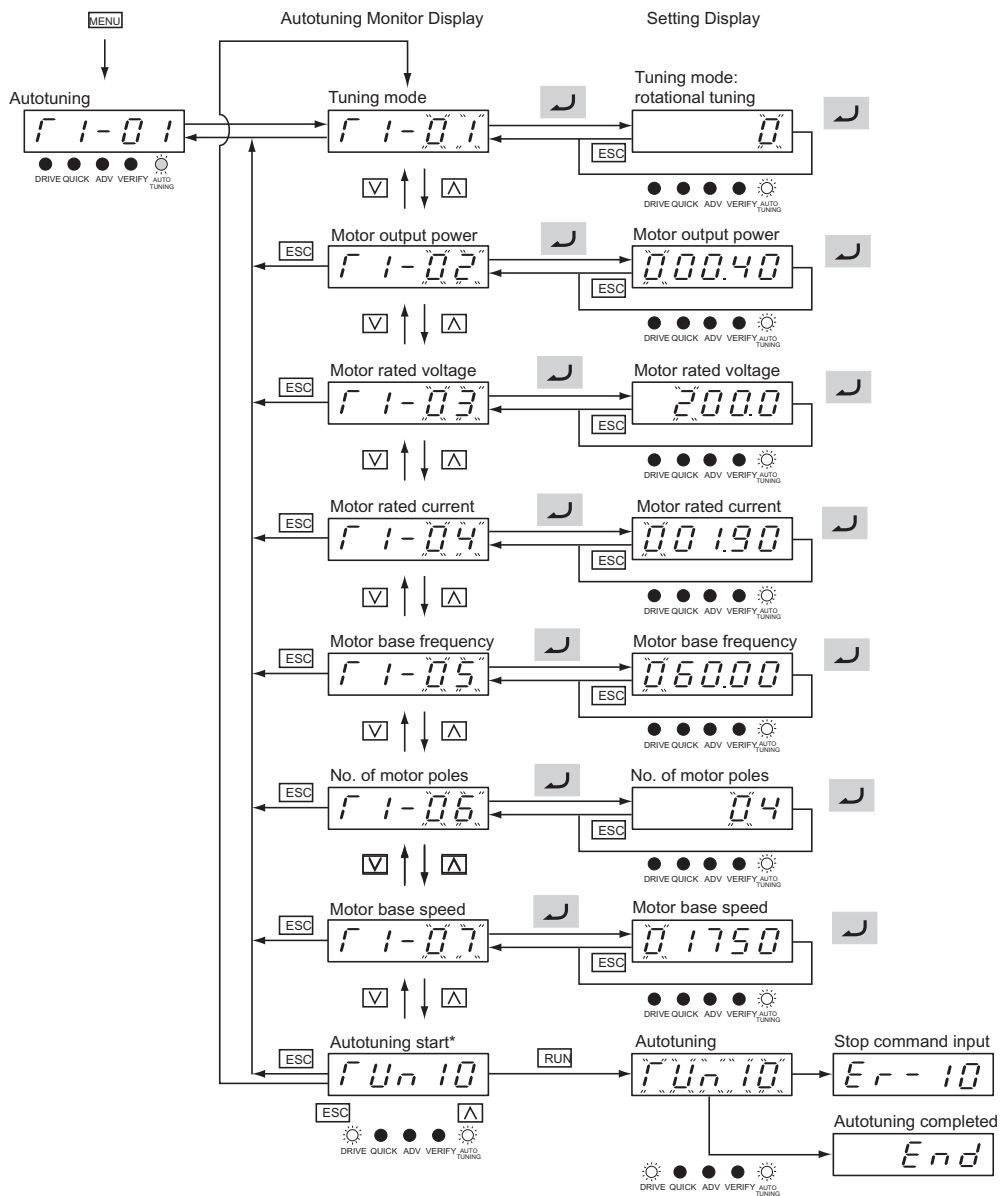 MENU
Autotuning Monitor Display
Setting Display
Autotuning
T1-01
DRIVE QUICK ADV VERIFY AUTO TUNING
Tuning mode
T1-01
Tuning mode:
rotational tuning
0
ESC
DRIVE QUICK ADV VERIFY AUTO TUNING
Motor output power
ESC
T1-02
Motor output power
000.40
ESC
DRIVE QUICK ADV VERIFY AUTO TUNING
Motor rated voltage
ESC
T1-03
Motor rated voltage
200.0
ESC
DRIVE QUICK ADV VERIFY AUTO TUNING
Motor rated current
ESC
T1-04
Motor rated current
001.90
ESC
DRIVE QUICK ADV VERIFY AUTO TUNING
Motor base frequency
ESC
T1-05
Motor base frequency
060.00
ESC
DRIVE QUICK ADV VERIFY AUTO TUNING
No. of motor poles
ESC
T1-06
No. of motor poles
04
ESC
DRIVE QUICK ADV VERIFY AUTO TUNING
Motor base speed
ESC
T1-07
Motor base speed
01750
ESC
DRIVE QUICK ADV VERIFY AUTO TUNING
Autotuning start*
ESC
TUn10
ESC
DRIVE QUICK ADV VERIFY AUTO TUNING
RUN
Autotuning
TUn10
DRIVE QUICK ADV VERIFY AUTO TUNING
Stop command input
Er-10
Autotuning completed
End